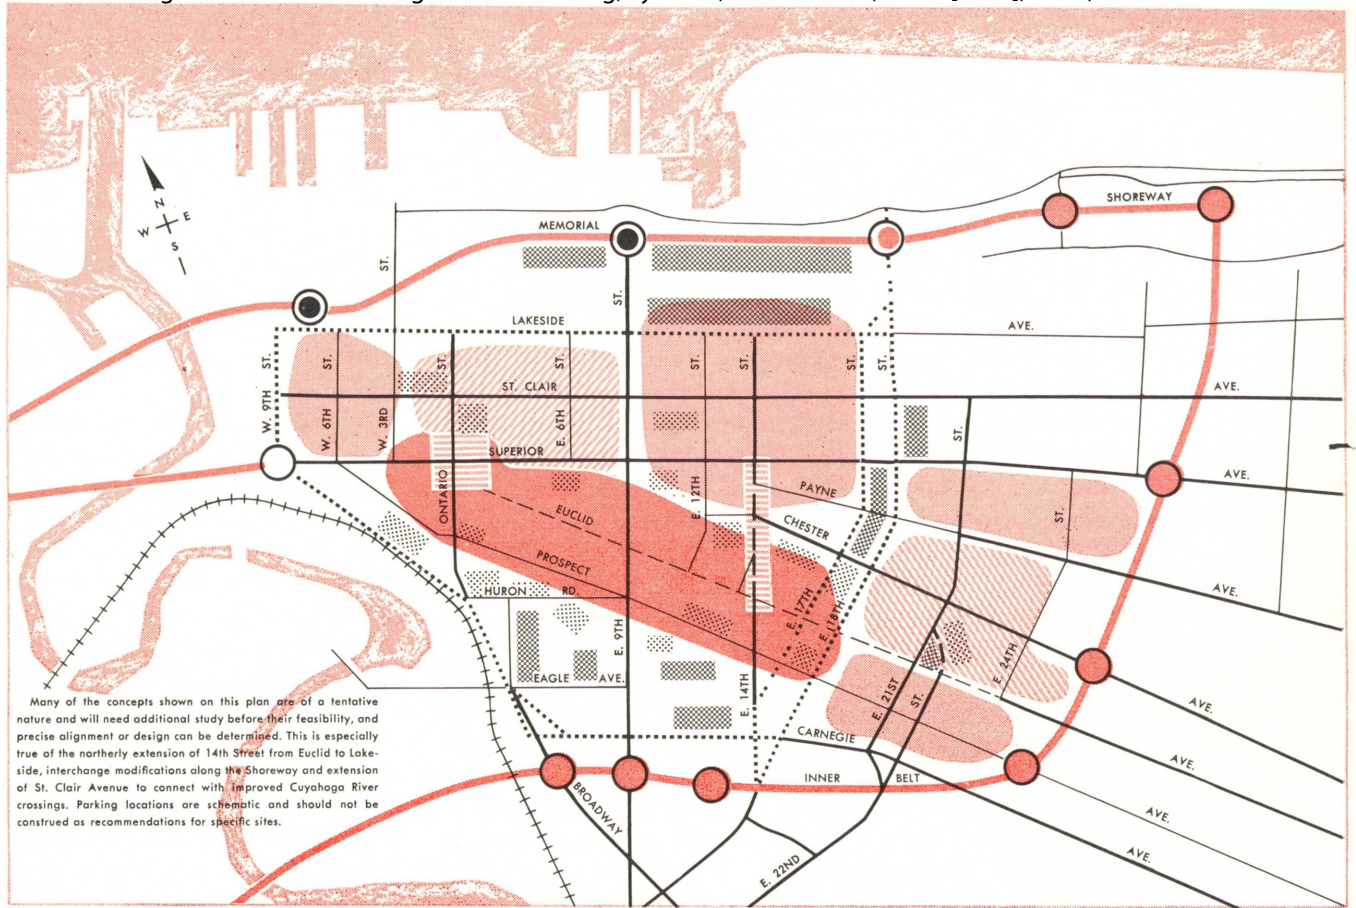 SHOREWAY
MEMORIAL
ST.
N
E
W
S
ST.
LAKESIDE
AVE.
ST.
ST.
ST.
ST.
ST.
ST.
ST.
ST.
ST. CLAIR
AVE.
W. 9TH
W. 6TH
W. 3RD
E. 6TH
ST.
SUPERIOR
AVE.
ONTARIO
E. 12TH
PAYNE
EUCLID
CHESTER
ST.
PROSPECT
HURON RD.
AVE.
E. 17TH
E. 18TH
E. 9TH
E. 24TH
EAGLE AVE.
E. 14TH
E. 21ST
ST.
AVE.
CARNEGIE
AVE.
INNER BELT
BROADWAY
AVE.
AVE.
E. 22ND
Many of the concepts shown on this plan are of a tentative
nature and will need additional study before their feasibility, and
precise alignment or design can be determined. This is especially
true of the northerly extension of 14th Street from Euclid to Lake-
side, interchange modifications along the Shoreway and extension
of St. Clair Avenue to connect with improved Cuyahoga River
crossings. Parking locations are schematic and should not be
construed as recommendations for specific sites.